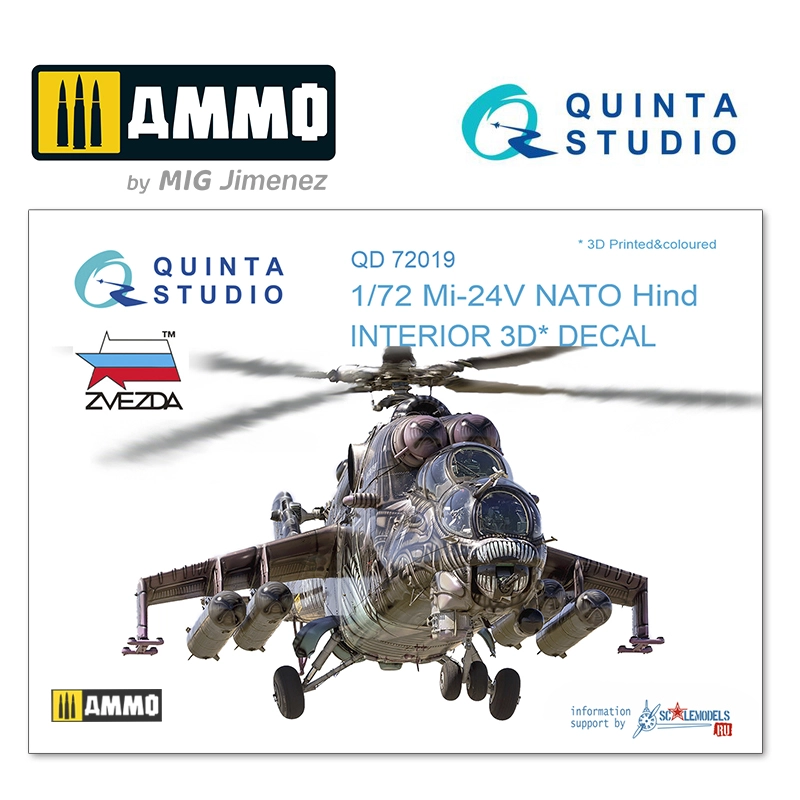 AMMO
by MIG Jimenez
QUINTA
STUDIO
* 3D Printed&coloured
QUINTA
STUDIO
QD 72019
1/72 Mi-24V NATO Hind
INTERIOR 3D* DECAL
TM
ZVEZDA
AMMO
information
support by
SCALEMODELS
RU